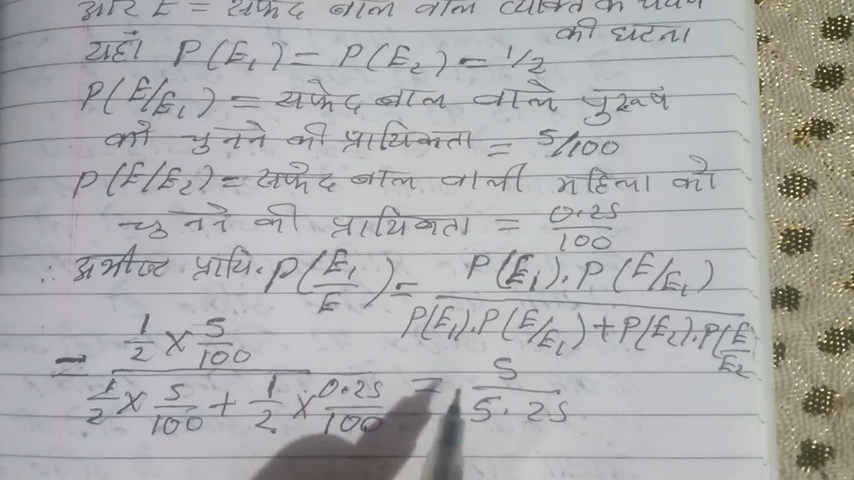 और E = सफेद बाल वाले व्यक्ति के चयन
की घटना
यहाँ P(E₁) = P(E₂) = 1/2
P(E/E₁) = सफेद बाल वाले पुरूष
को चुनने की प्रायिकता = 5/100
P(E/E₂) = सफेद बाल वाली महिला को
चुनने की प्रायिकता = 0.25/100
∴ अभीष्ट प्रायि. P(E₁/E) = P(E₁).P(E/E₁) / P(E₁).P(E/E₁)+P(E₂).P(E/E₂)
= 1/2 × 5/100 / 1/2 × 5/100 + 1/2 × 0.25/100 = 5/5.25